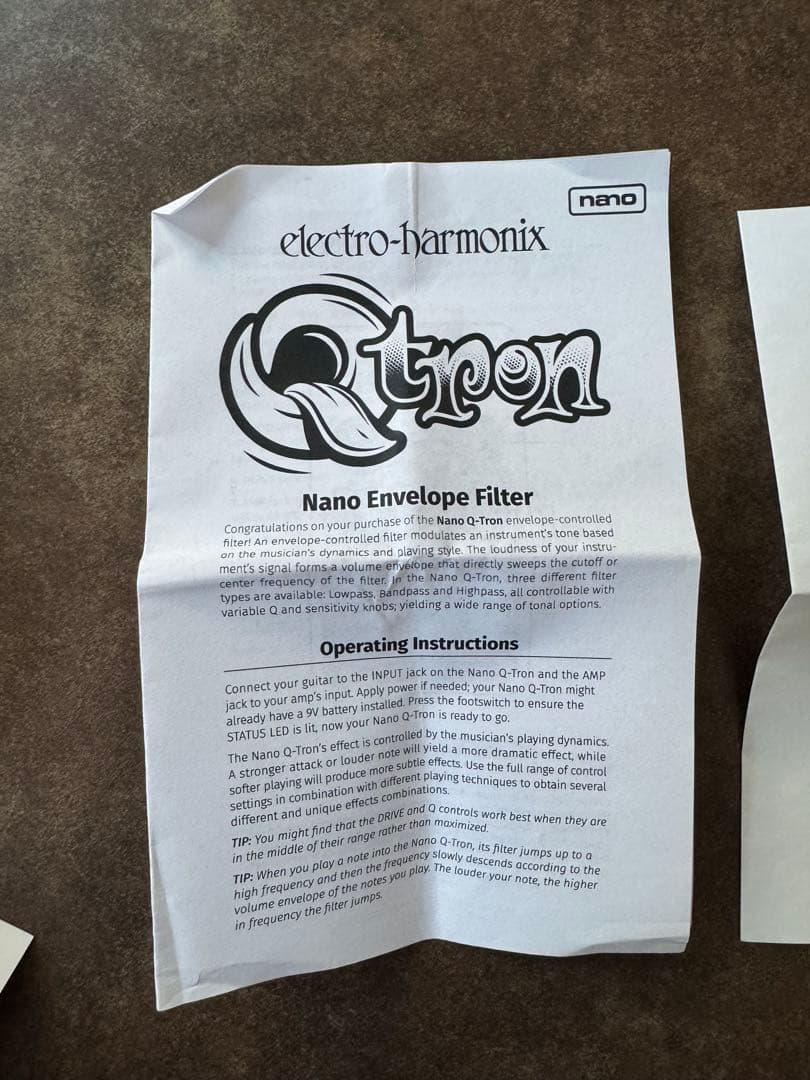 nano
electro-harmonix
Qtron
Nano Envelope Filter
Congratulations on your purchase of the Nano Q-Tron envelope-controlled
filter! An envelope-controlled filter modulates an instrument's tone based
on the musician's dynamics and playing style. The loudness of your instru-
ment's signal forms a volume envelope that directly sweeps the cutoff or
center frequency of the filter. In the Nano Q-Tron, three different filter
types are available: Lowpass, Bandpass and Highpass, all controllable with
variable Q and sensitivity knobs; yielding a wide range of tonal options.
Operating Instructions
Connect your guitar to the INPUT jack on the Nano Q-Tron and the AMP
jack to your amp's input. Apply power if needed; your Nano Q-Tron might
already have a 9V battery installed. Press the footswitch to ensure the
STATUS LED is lit, now your Nano Q-Tron is ready to go.
The Nano Q-Tron's effect is controlled by the musician's playing dynamics.
A stronger attack or louder note will yield a more dramatic effect, while
softer playing will produce more subtle effects. Use the full range of control
settings in combination with different playing techniques to obtain several
different and unique effects combinations.
TIP: You might find that the DRIVE and Q controls work best when they are
in the middle of their range rather than maximized.
TIP: When you play a note into the Nano Q-Tron, its filter jumps up to a
high frequency and then the frequency slowly descends according to the
volume envelope of the notes you play. The louder your note, the higher
in frequency the filter jumps.